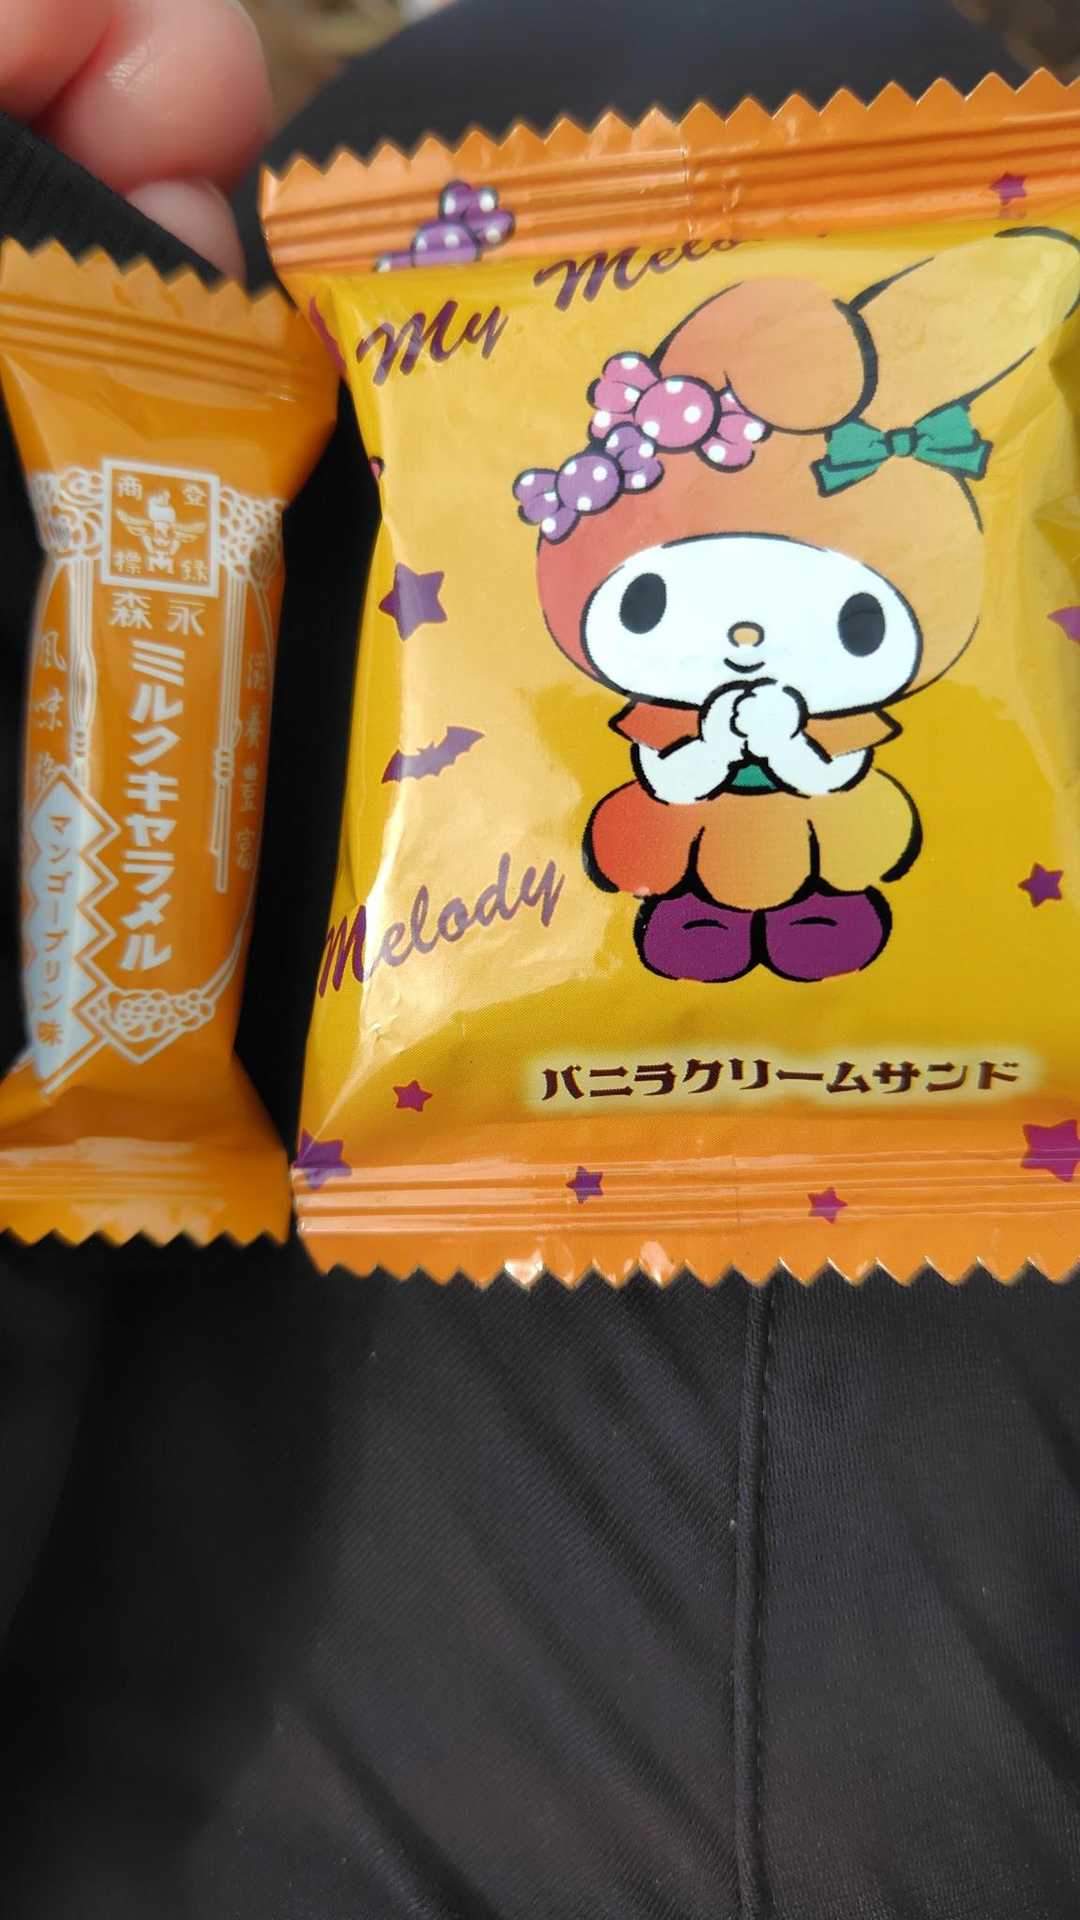 My Melo
Melody
バニラクリームサンド
商登
標録
森永
ミルクキャラメル
滋養豊富
風味
マンゴープリン味